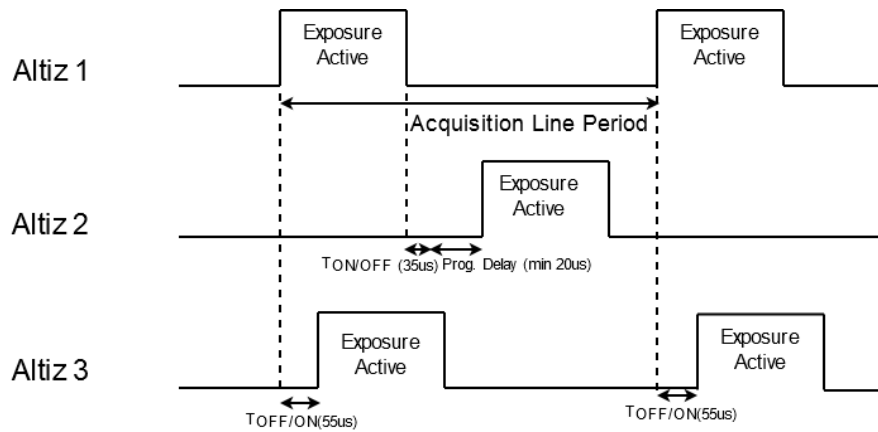 Altiz 1
Exposure
Active
Exposure
Active
Acquisition Line Period
Altiz 2
Exposure
Active
TON/OFF (35us) Prog. Delay (min 20us)
Altiz 3
Exposure
Active
Exposure
Active
TOFF/ON(55us)
TOFF/ON(55us)